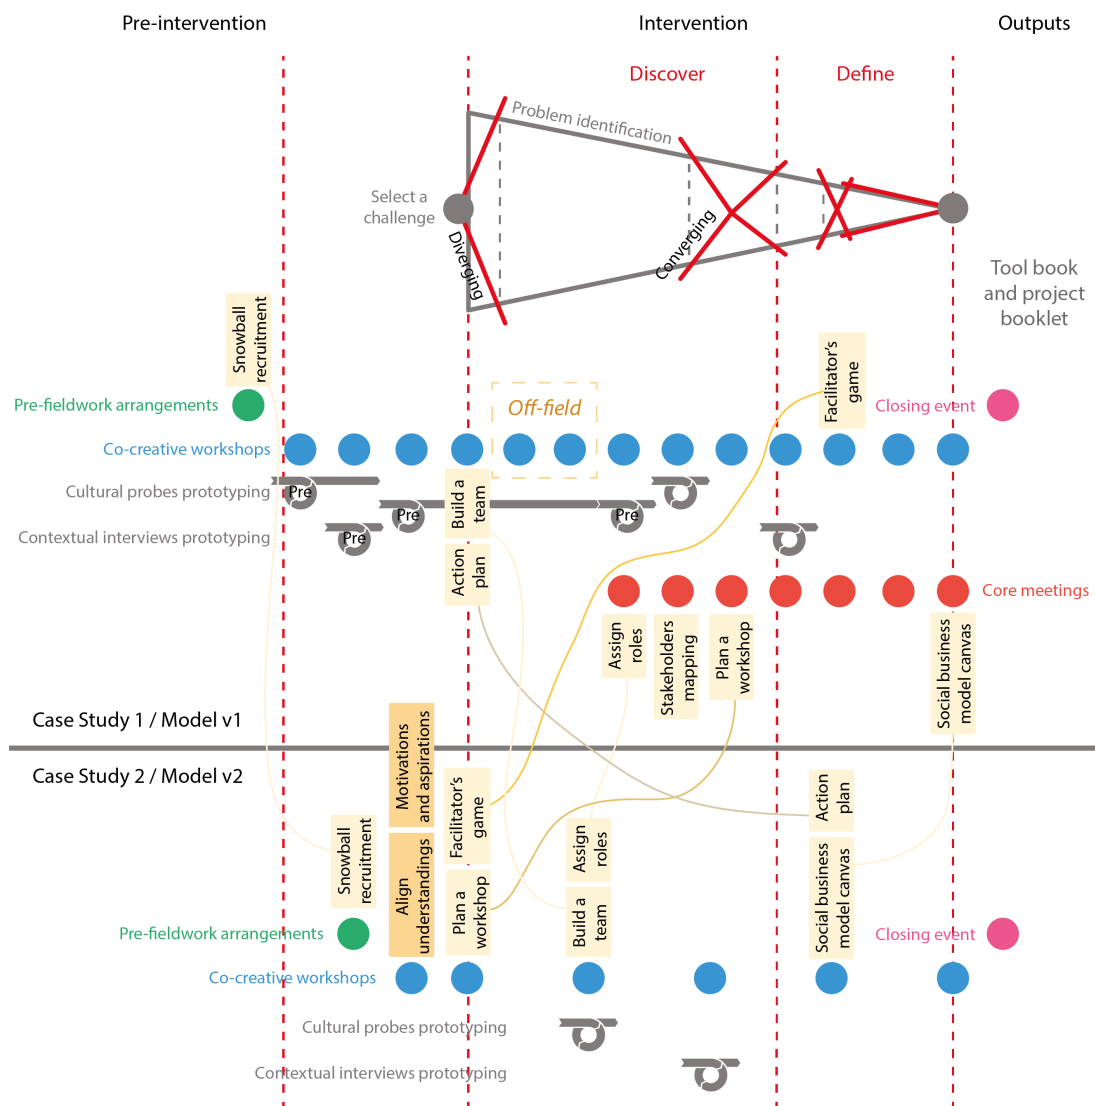 Pre-intervention
Intervention
Outputs
Discover
Define
Problem identification
Select a
challenge
Diverging
Converging
Tool book
and project
booklet
Snowball
recruitment
Facilitator's
game
Pre-fieldwork arrangements
Off-field
Closing event
Co-creative workshops
Cultural probes prototyping
Pre
Pre
Pre
Build a
team
Contextual interviews prototyping
Pre
Action
plan
Core meetings
Assign
roles
Stakeholders
mapping
Plan a
workshop
Social business
model canvas
Case Study 1 / Model v1
Case Study 2 / Model v2
Motivations
and aspirations
Facilitator's
game
Action
plan
Snowball
recruitment
Align
understandings
Plan a
workshop
Assign
roles
Build a
team
Social business
model canvas
Pre-fieldwork arrangements
Closing event
Co-creative workshops
Cultural probes prototyping
Contextual interviews prototyping